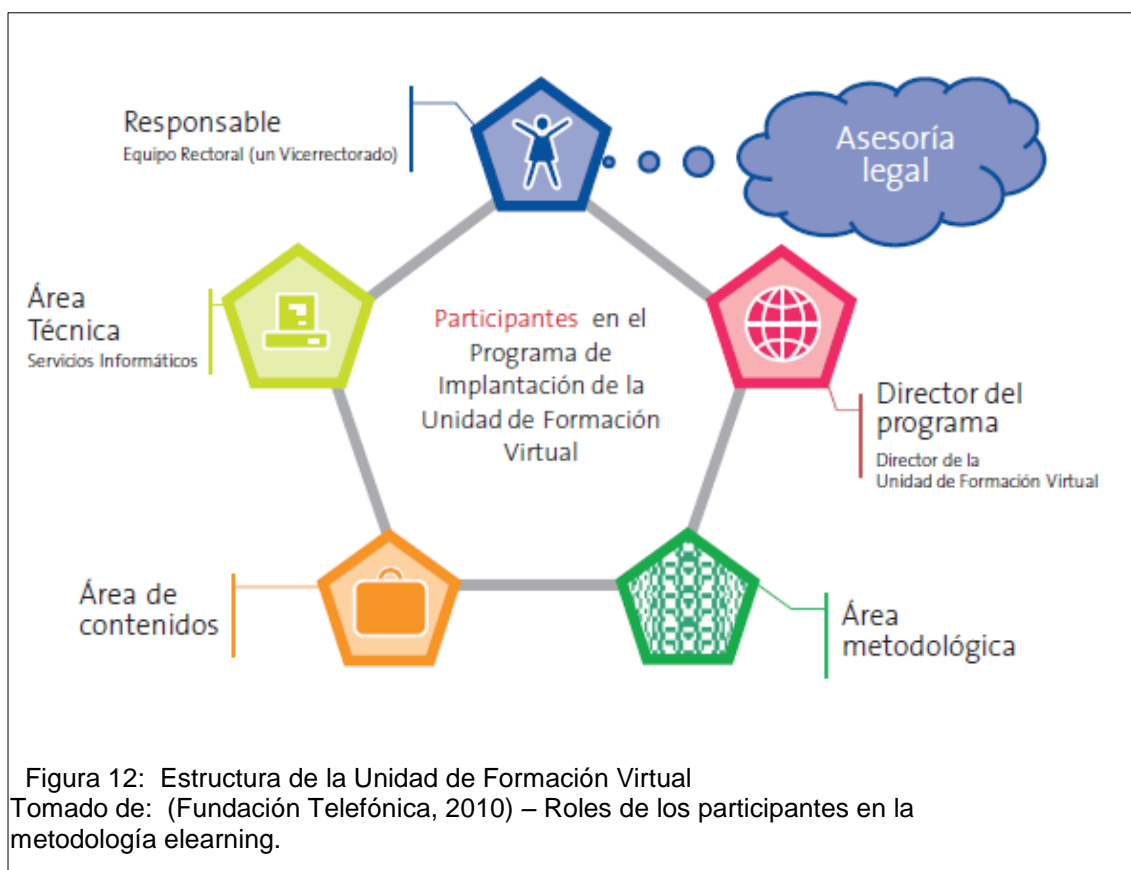 Responsable
Equipo Rectoral (un Vicerrectorado)
Asesoría
legal
Área
Técnica
Servicios Informáticos
Participantes en el
Programa de
Implantación de la
Unidad de Formación
Virtual
Director del
programa
Director de la
Unidad de Formación Virtual
Área de
contenidos
Área
metodológica
Figura 12: Estructura de la Unidad de Formación Virtual
Tomado de: (Fundación Telefónica, 2010) – Roles de los participantes en la
metodología elearning.